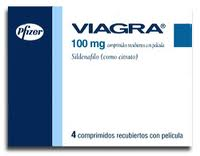 Pfizer
VIAGRA®
100 mg comprimidos recubiertos con película
Sildenafilo (como citrato)
4 comprimidos recubiertos con película